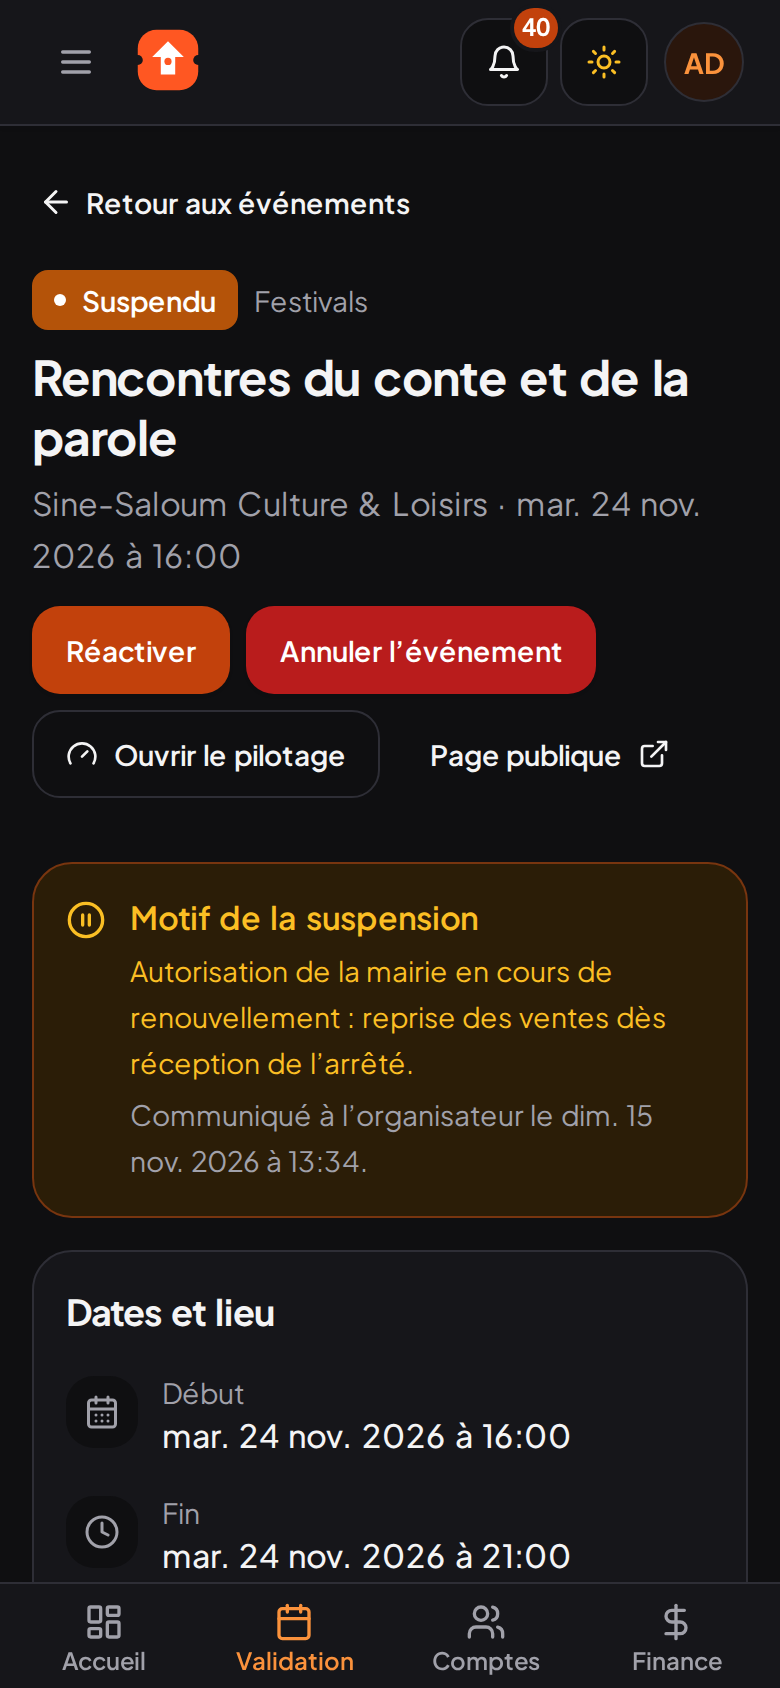 40
AD
Retour aux événements
Suspendu
Festivals
Rencontres du conte et de la
parole
Sine-Saloum Culture & Loisirs · mar. 24 nov.
2026 à 16:00
Réactiver
Annuler l’événement
Ouvrir le pilotage
Page publique
Motif de la suspension
Autorisation de la mairie en cours de
renouvellement : reprise des ventes dès
réception de l’arrêté.
Communiqué à l’organisateur le dim. 15
nov. 2026 à 13:34.
Dates et lieu
Début
mar. 24 nov. 2026 à 16:00
Fin
mar. 24 nov. 2026 à 21:00
Accueil
Validation
Comptes
Finance